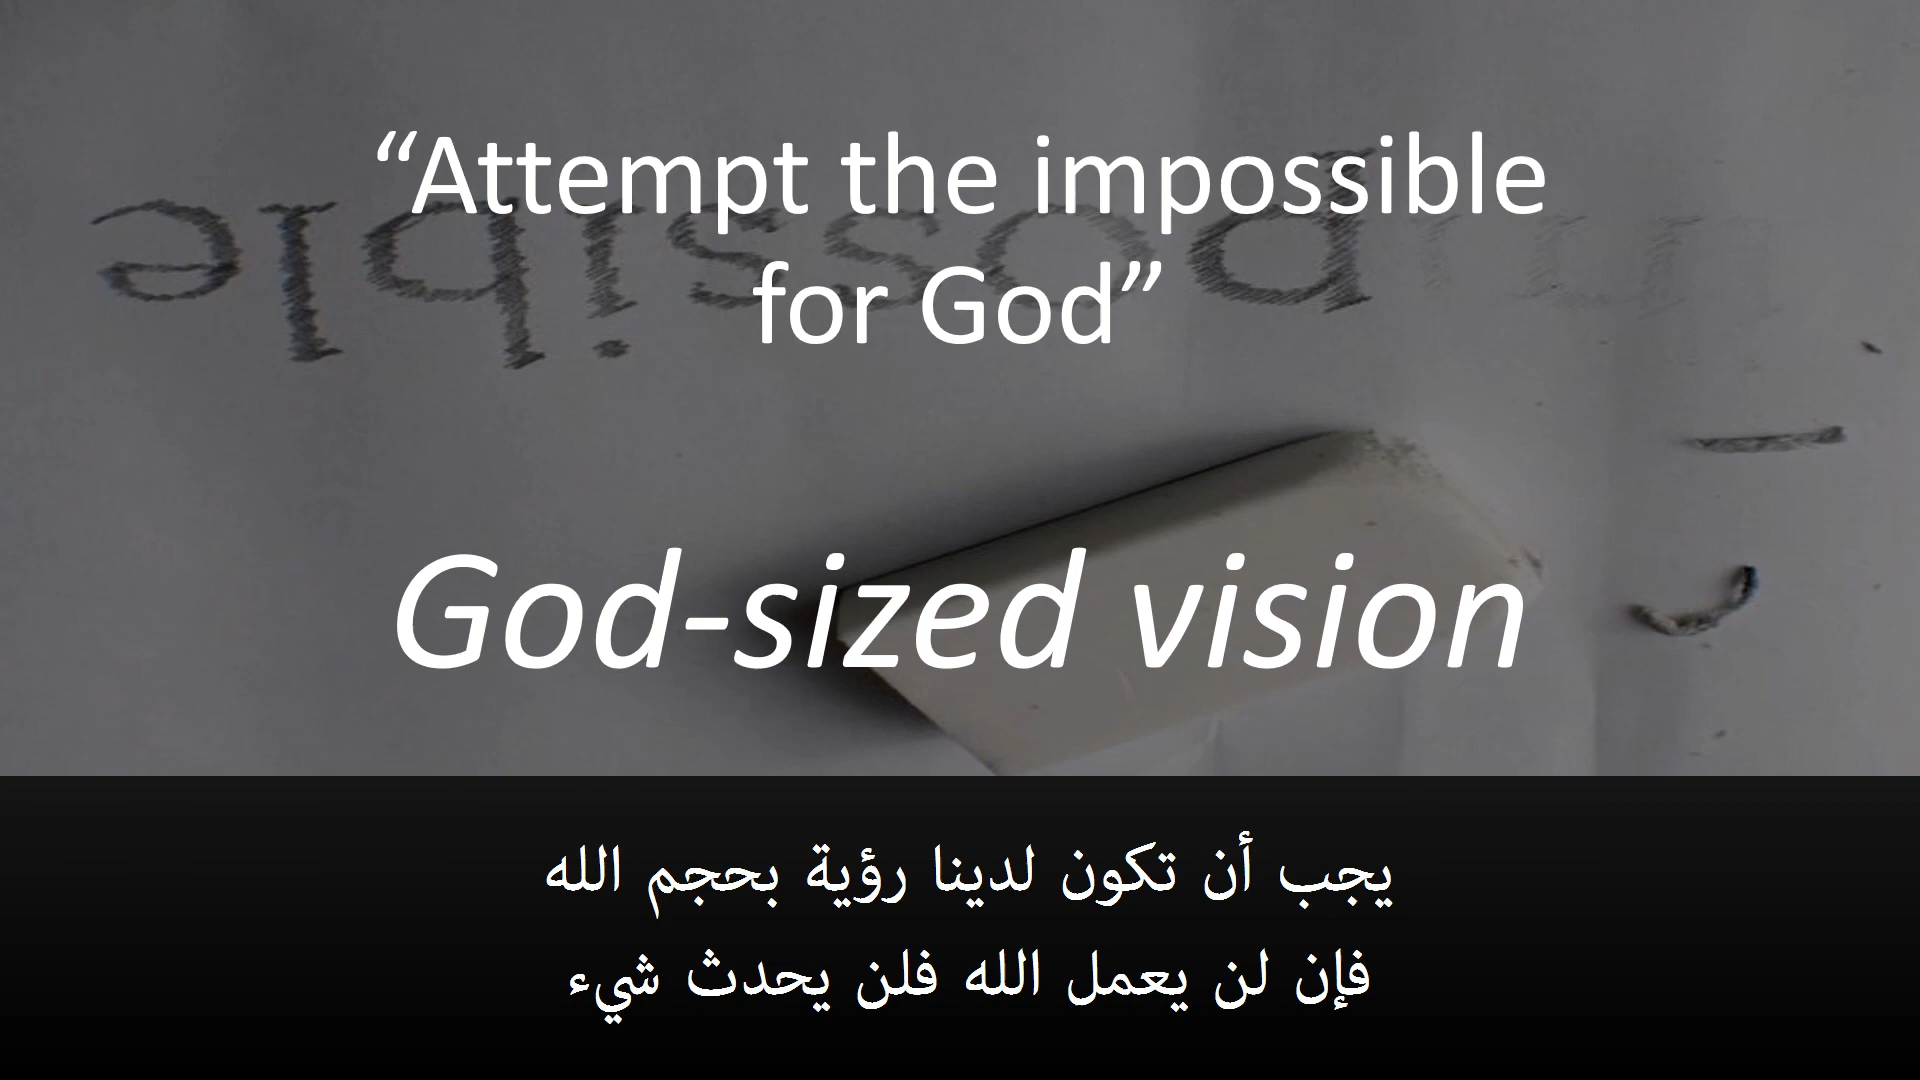 “Attempt the impossible
for God”
possible
God-sized vision
يجب أن تكون لدينا رؤية بحجم الله
فإن لن يعمل الله فلن يحدث شيء